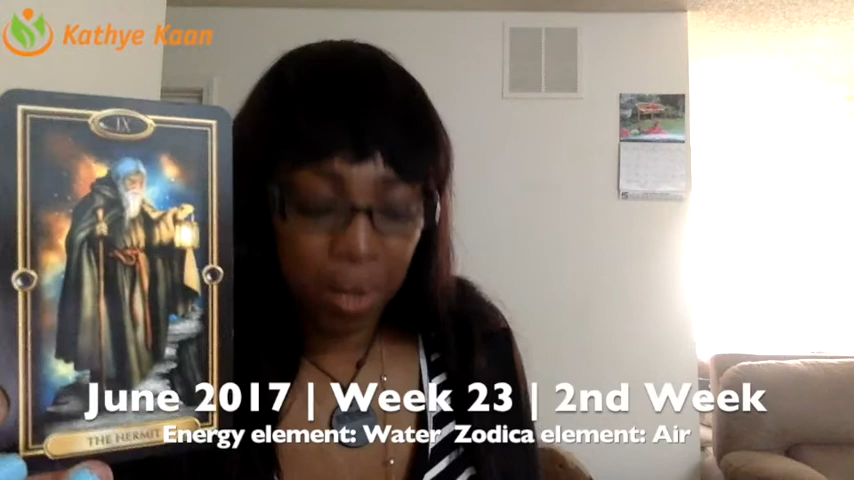 Kathye Kaan
IX
THE HERMIT
June 2017 | Week 23 | 2nd Week
Energy element: Water Zodica element: Air